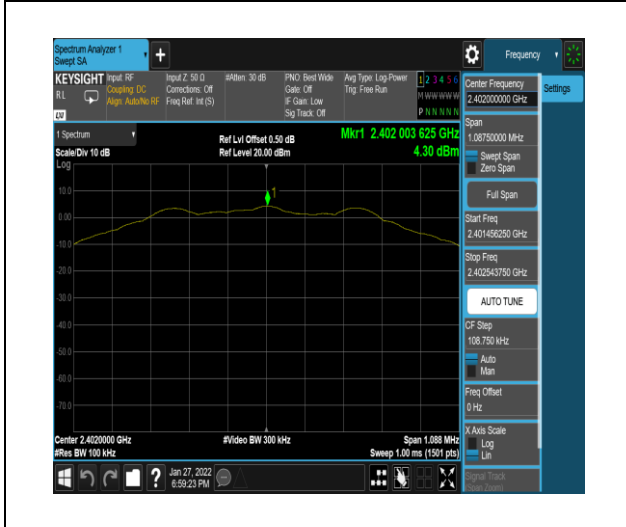 Spectrum Analyzer 1
Swept SA
+
Frequency
KEYSIGHT
RL
LXI
Input: RF
Coupling: DC
Align: Auto/No RF
Input Z: 50 Ω
Corrections: Off
Freq Ref: Int (S)
#Atten: 30 dB
PNO: Best Wide
Gate: Off
IF Gain: Low
Sig Track: Off
Avg Type: Log-Power
Trig: Free Run
1 2 3 4 5 6
M W W W W W
P N N N N N
1 Spectrum
Scale/Div 10 dB
Log
Ref Lvl Offset 0.50 dB
Ref Level 20.00 dBm
Mkr1 2.402 003 625 GHz
4.30 dBm
1
10.0
0.00
-10.0
-20.0
-30.0
-40.0
-50.0
-60.0
-70.0
Center 2.4020000 GHz
#Res BW 100 kHz
#Video BW 300 kHz
Span 1.088 MHz
Sweep 1.00 ms (1501 pts)
?
Jan 27, 2022
6:59:23 PM
Center Frequency
2.402000000 GHz
Settings
Span
1.08750000 MHz
Swept Span
Zero Span
Full Span
Start Freq
2.401456250 GHz
Stop Freq
2.402543750 GHz
AUTO TUNE
CF Step
108.750 kHz
Auto
Man
Freq Offset
0 Hz
X Axis Scale
Log
Lin
Signal Track
(Span Zoom)